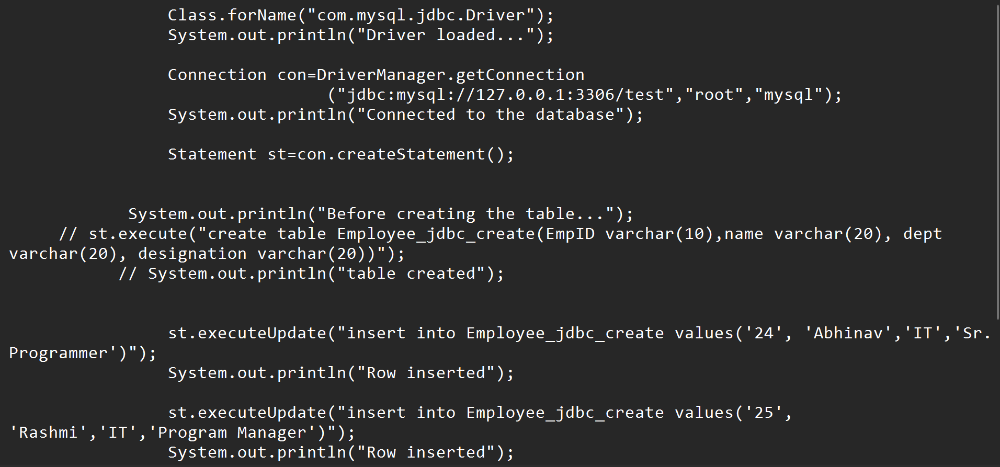 Class.forName("com.mysql.jdbc.Driver");
System.out.println("Driver loaded...");
Connection con=DriverManager.getConnection
("jdbc:mysql://127.0.0.1:3306/test","root","mysql");
System.out.println("Connected to the database");
Statement st=con.createStatement();
System.out.println("Before creating the table...");
// st.execute("create table Employee_jdbc_create(EmpID varchar(10),name varchar(20), dept
varchar(20), designation varchar(20))");
// System.out.println("table created");
st.executeUpdate("insert into Employee_jdbc_create values('24', 'Abhinav','IT','Sr.
Programmer')");
System.out.println("Row inserted");
st.executeUpdate("insert into Employee_jdbc_create values('25',
'Rashmi','IT','Program Manager')");
System.out.println("Row inserted");